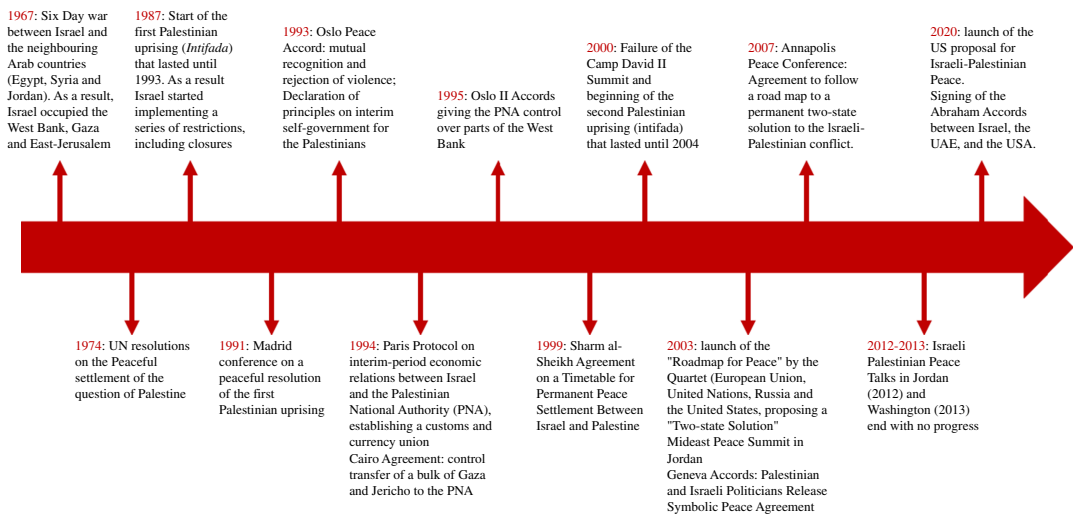 1967: Six Day war
between Israel and
the neighbouring
Arab countries
(Egypt, Syria and
Jordan). As a result,
Israel occupied the
West Bank, Gaza
and East-Jerusalem
1987: Start of the
first Palestinian
uprising (Intifada)
that lasted until
1993. As a result
Israel started
implementing a
series of restrictions,
including closures
1993: Oslo Peace
Accord: mutual
recognition and
rejection of violence;
Declaration of
principles on interim
self-government for
the Palestinians
1995: Oslo II Accords
giving the PNA control
over parts of the West
Bank
2000: Failure of the
Camp David II
Summit and
beginning of the
second Palestinian
uprising (intifada)
that lasted until 2004
2007: Annapolis
Peace Conference:
Agreement to follow
a road map to a
permanent two-state
solution to the lsraeli-
Palestinian conflict.
2020: launch of the
US proposal for
Israeli-Palestinian
Peace.
Signing of the
Abraham Accords
between Israel, the
UAE, and the USA.
1974: UN resolutions
on the Peaceful
settlement of the
question of Palestine
1991: Madrid
conference on a
peaceful resolution
of the first
Palestinian uprising
1994: Paris Protocol on
interim-period economic
relations between Israel
and the Palestinian
National Authority (PNA),
establishing a customs and
currency union
Cairo Agreement: control
transfer of a bulk of Gaza
and Jericho to the PNA
1999: Sharm al-
Sheikh Agreement
on a Timetable for
Permanent Peace
Settlement Between
Israel and Palestine
2003: launch of the
"Roadmap for Peace" by the
Quartet (European Union,
United Nations, Russia and
the United States, proposing a
"Two-state Solution"
Mideast Peace Summit in
Jordan
Geneva Accords: Palestinian
and Israeli Politicians Release
Symbolic Peace Agreement
2012-2013: Israeli
Palestinian Peace
Talks in Jordan
(2012) and
Washington (2013)
end with no progress